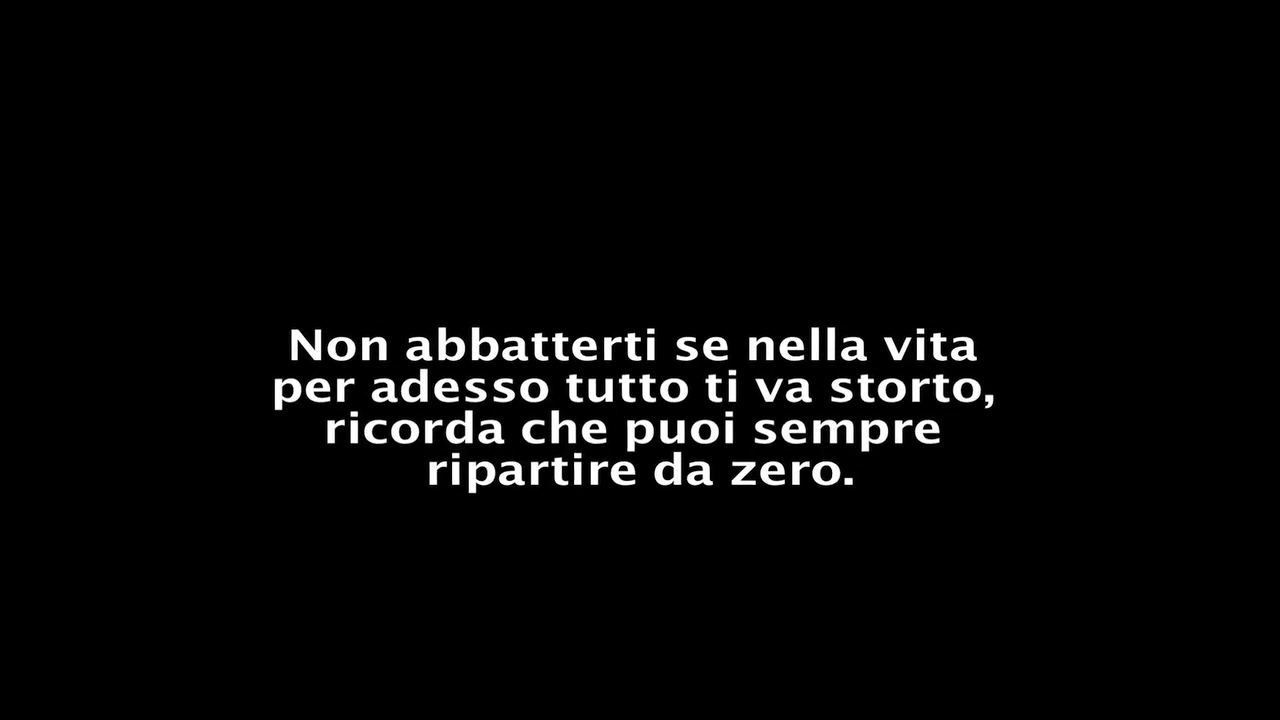 Non abbatterti se nella vita
per adesso tutto ti va storto,
ricorda che puoi sempre
ripartire da zero.